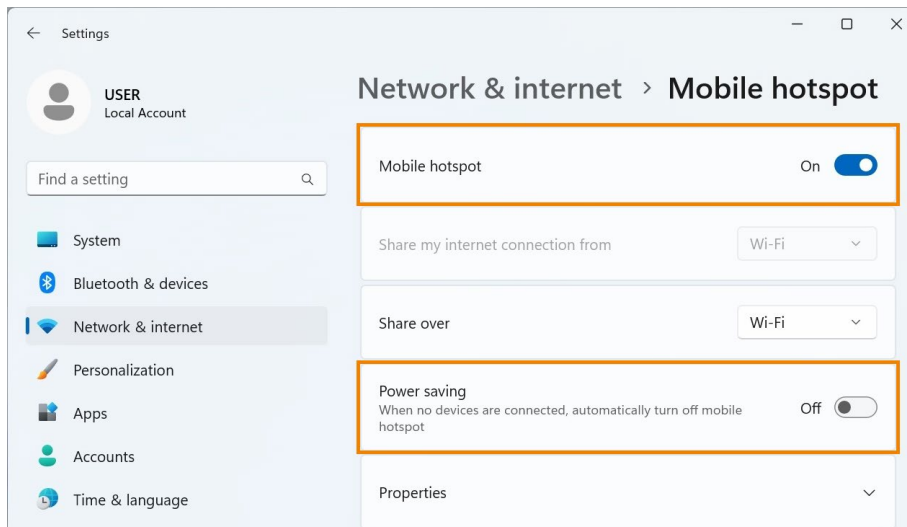 Settings
USER
Local Account
Find a setting
System
Bluetooth & devices
Network & internet
Personalization
Apps
Accounts
Time & language
Network & internet > Mobile hotspot
Mobile hotspot
On
Share my internet connection from
Wi-Fi
Share over
Wi-Fi
Power saving
When no devices are connected, automatically turn off mobile
hotspot
Off
Properties